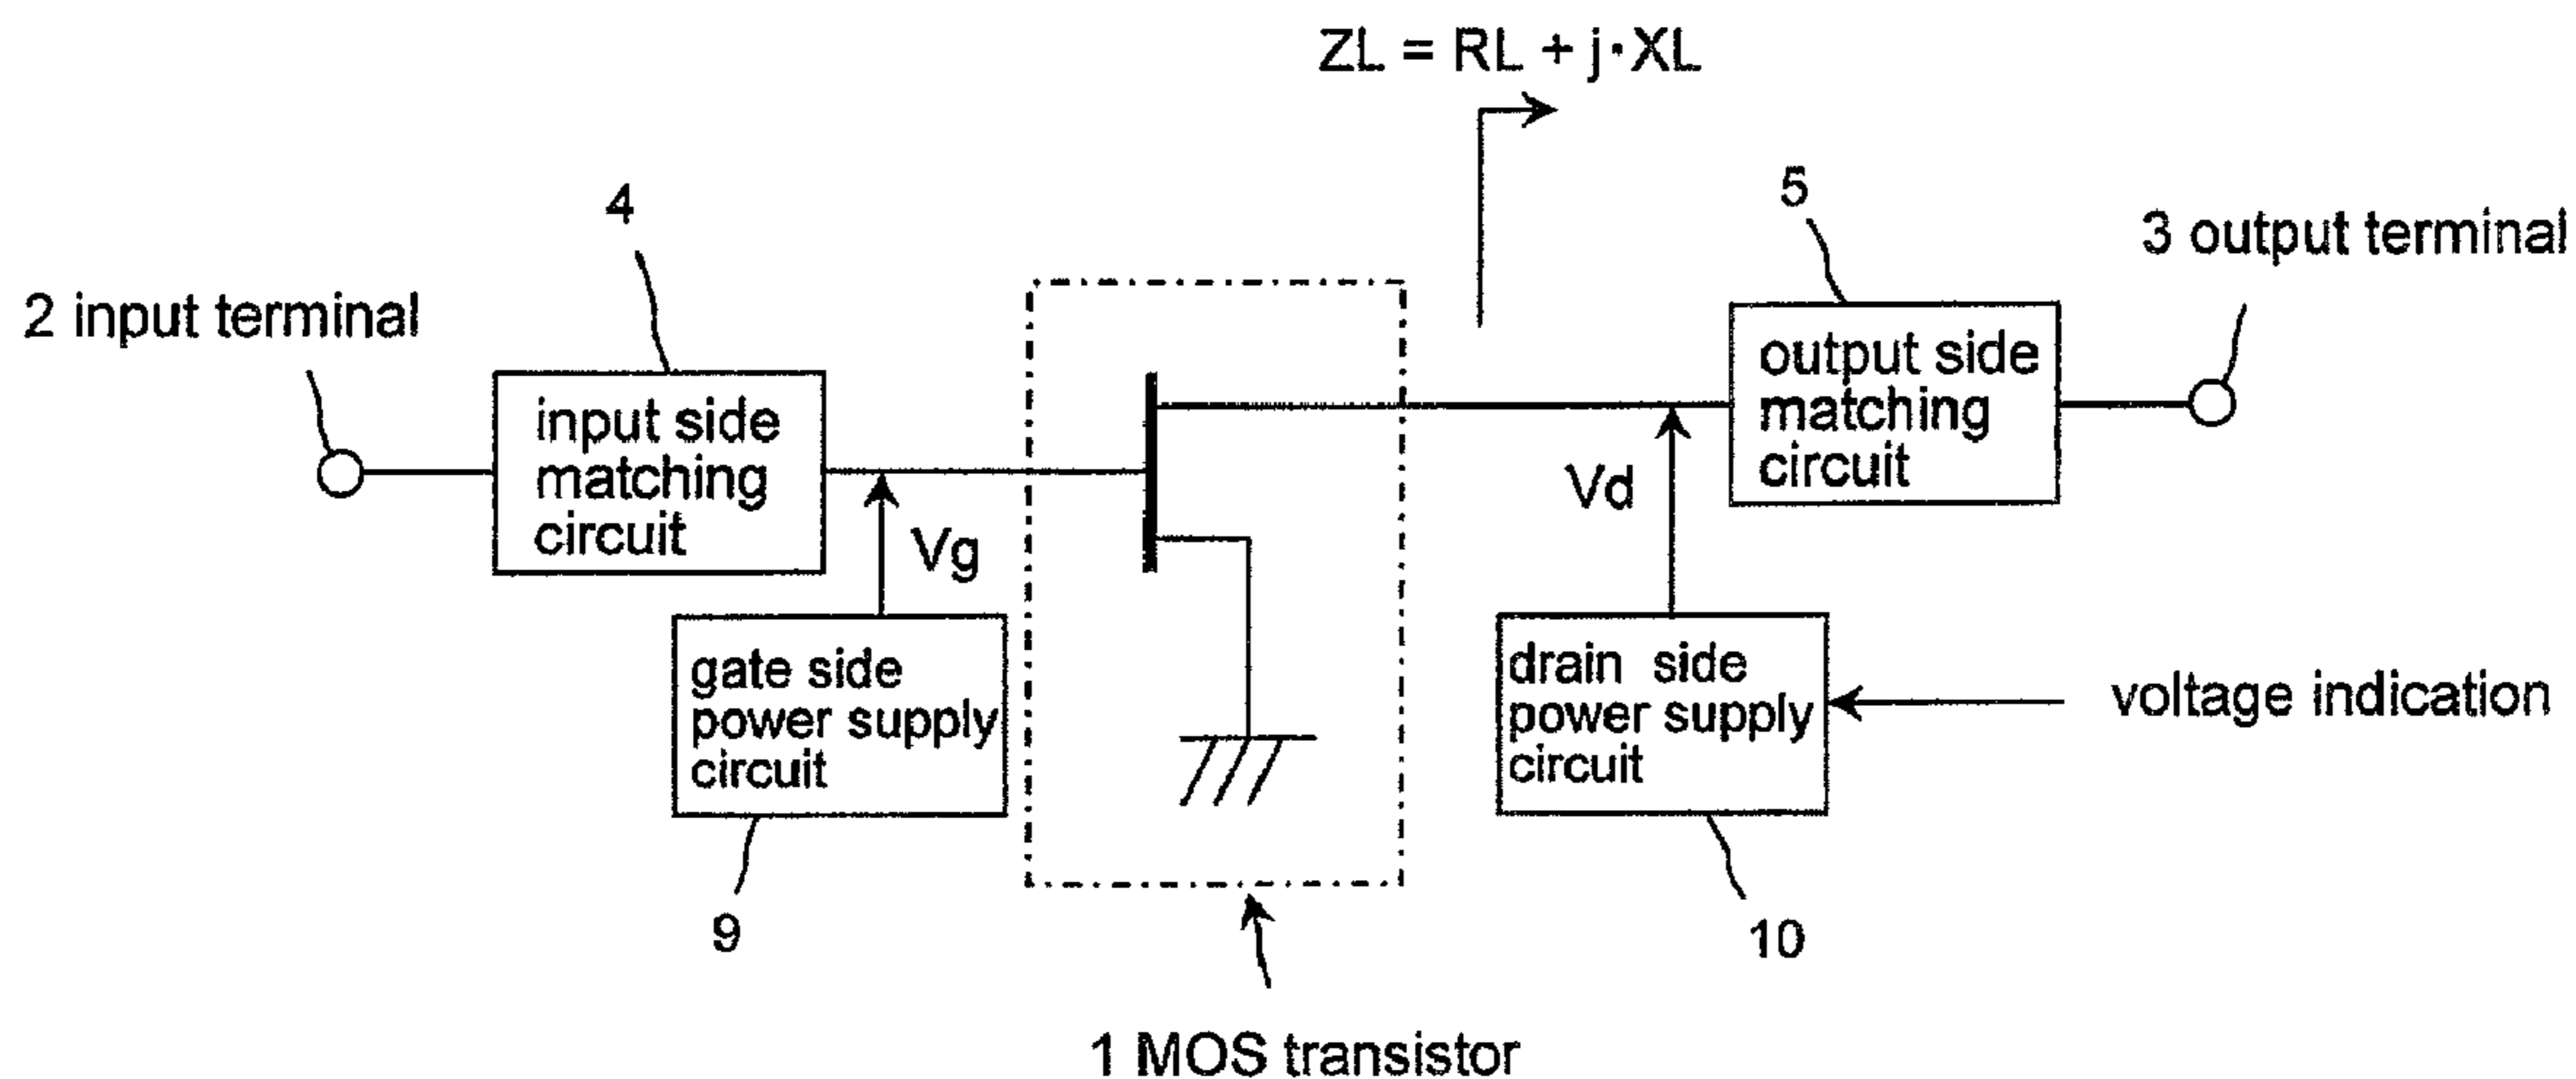 ZL = RL + j·XL
4
5
3 output terminal
2 input terminal
input side
matching
circuit
output side
matching
circuit
Vg
Vd
gate side
power supply
circuit
drain side
power supply
circuit
voltage indication
9
10
1 MOS transistor